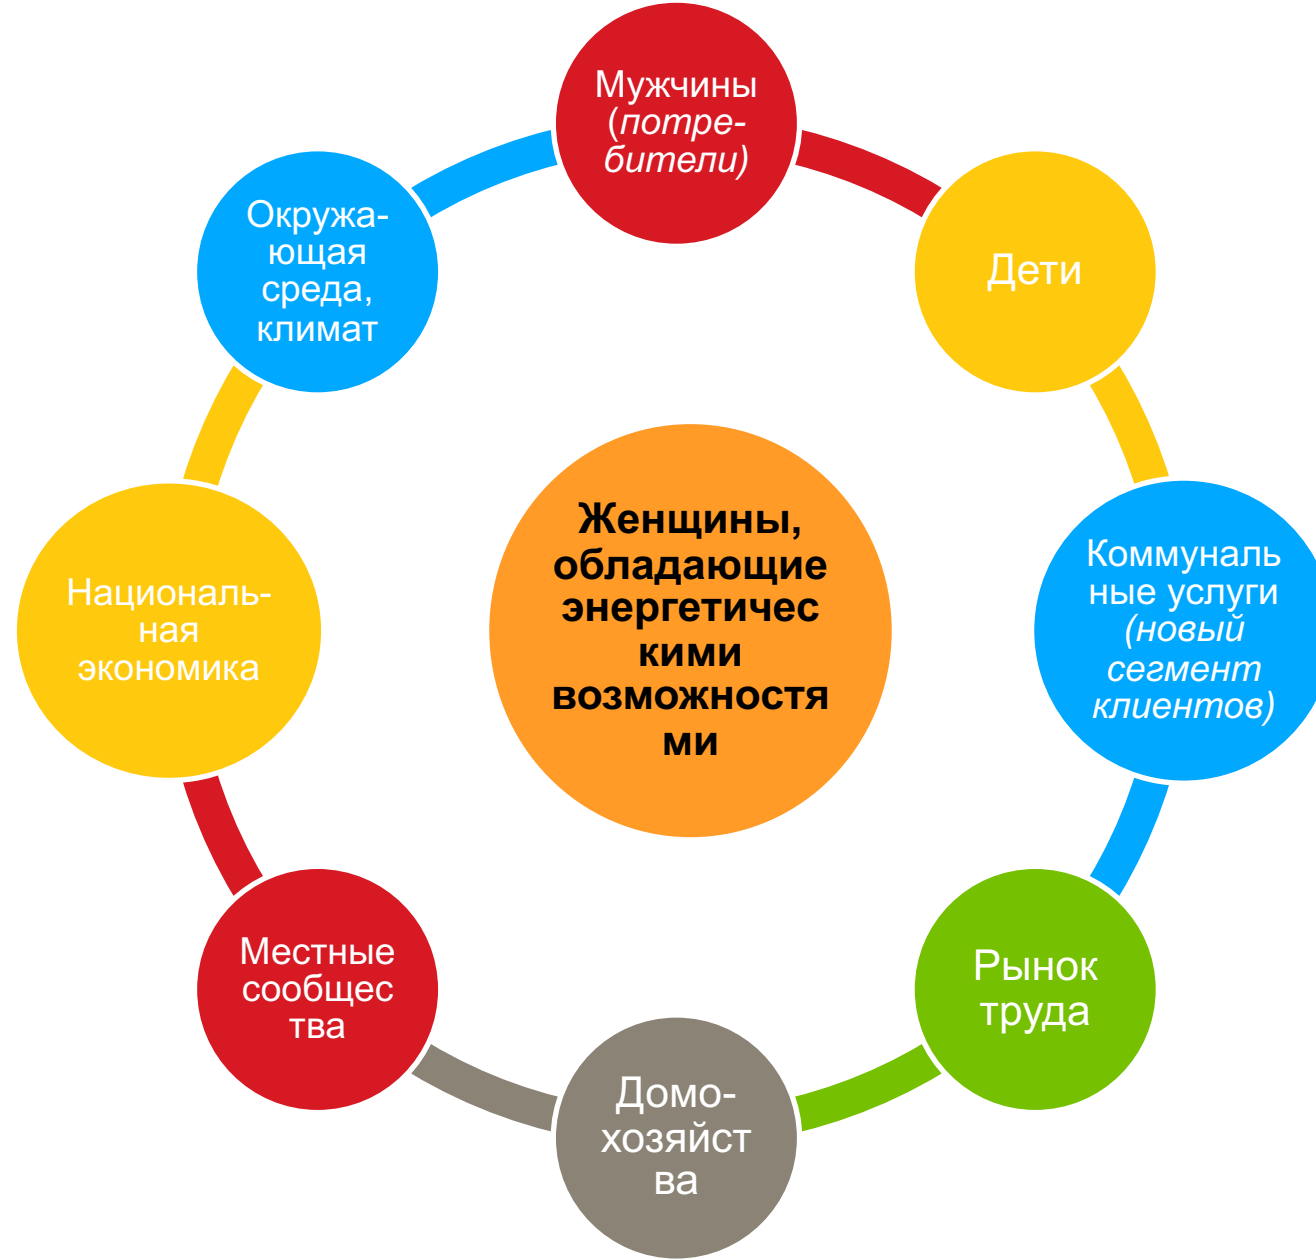 Мужчины
(потре-
бители)
Дети
Коммуналь
ные услуги
(новый
сегмент
клиентов)
Рынок
труда
Домо-
хозяйст
ва
Местные
сообщес
тва
Националь-
ная
экономика
Окружа-
ющая
среда,
климат
Женщины,
обладающие
энергетичес
кими
возможностя
ми